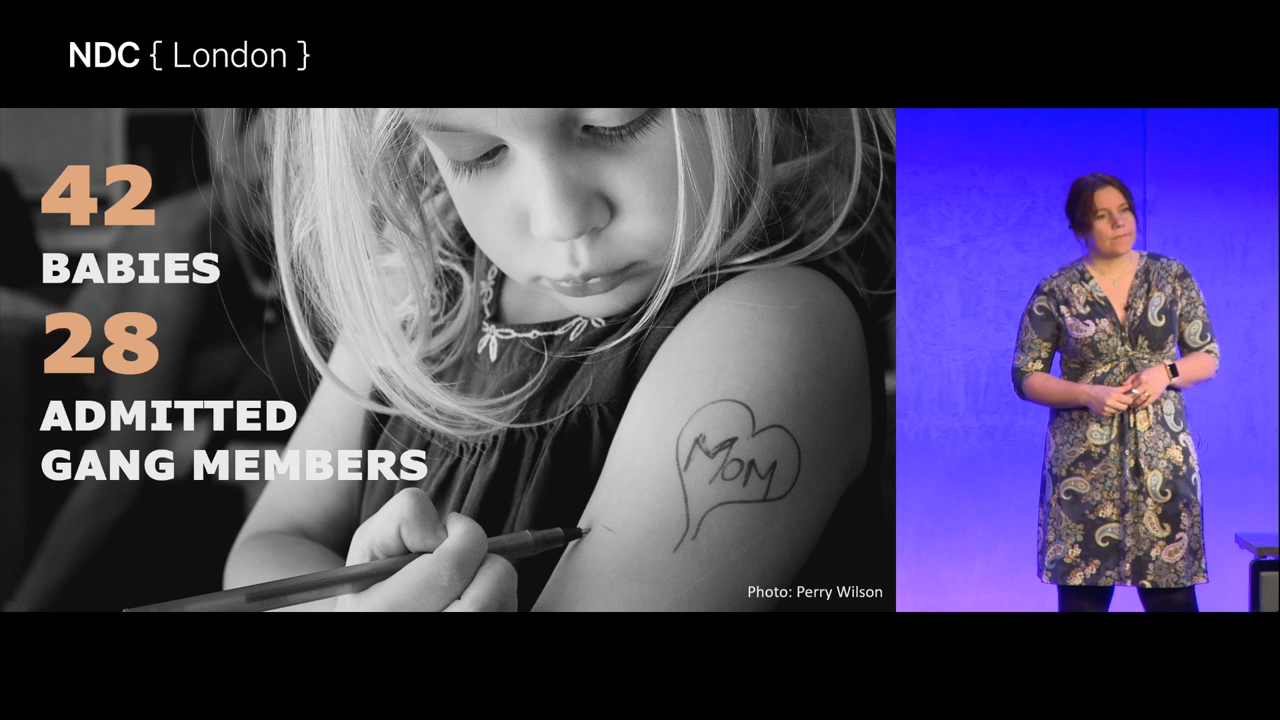 NDC { London }
42
BABIES
28
ADMITTED
GANG MEMBERS
MOM
Photo: Perry Wilson